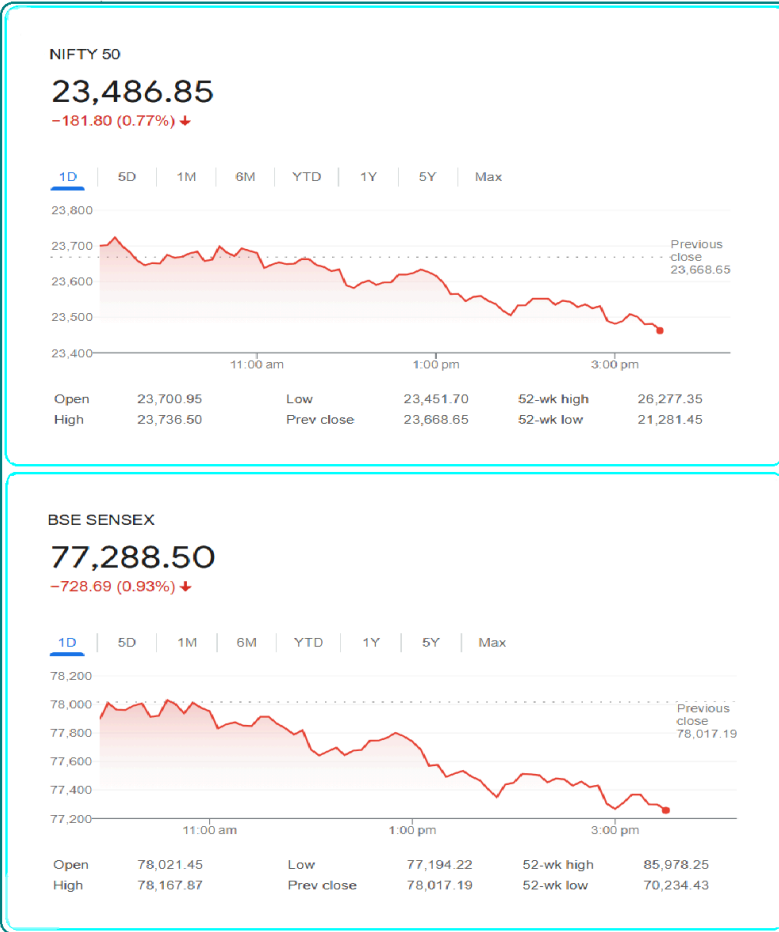 NIFTY 50
23,486.85
−181.80 (0.77%) ↓
1D 5D 1M 6M YTD 1Y 5Y Max
23,800
23,700
23,600
23,500
23,400
Previous
close
23,668.65
11:00 am 1:00 pm 3:00 pm
Open 23,700.95 Low 23,451.70 52-wk high 26,277.35
High 23,736.50 Prev close 23,668.65 52-wk low 21,281.45
BSE SENSEX
77,288.50
−728.69 (0.93%) ↓
1D 5D 1M 6M YTD 1Y 5Y Max
78,200
78,000
77,800
77,600
77,400
77,200
Previous
close
78,017.19
11:00 am 1:00 pm 3:00 pm
Open 78,021.45 Low 77,194.22 52-wk high 85,978.25
High 78,167.87 Prev close 78,017.19 52-wk low 70,234.43